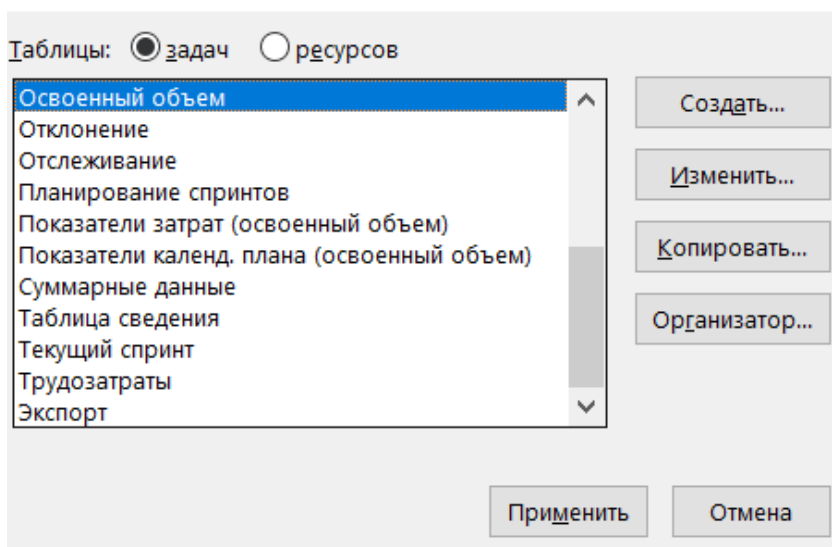 Таблицы: задач ресурсов
Освоенный объем
Отклонение
Отслеживание
Планирование спринтов
Показатели затрат (освоенный объем)
Показатели календ. плана (освоенный объем)
Суммарные данные
Таблица сведения
Текущий спринт
Трудозатраты
Экспорт
Создать...
Изменить...
Копировать...
Организатор...
Применить Отмена